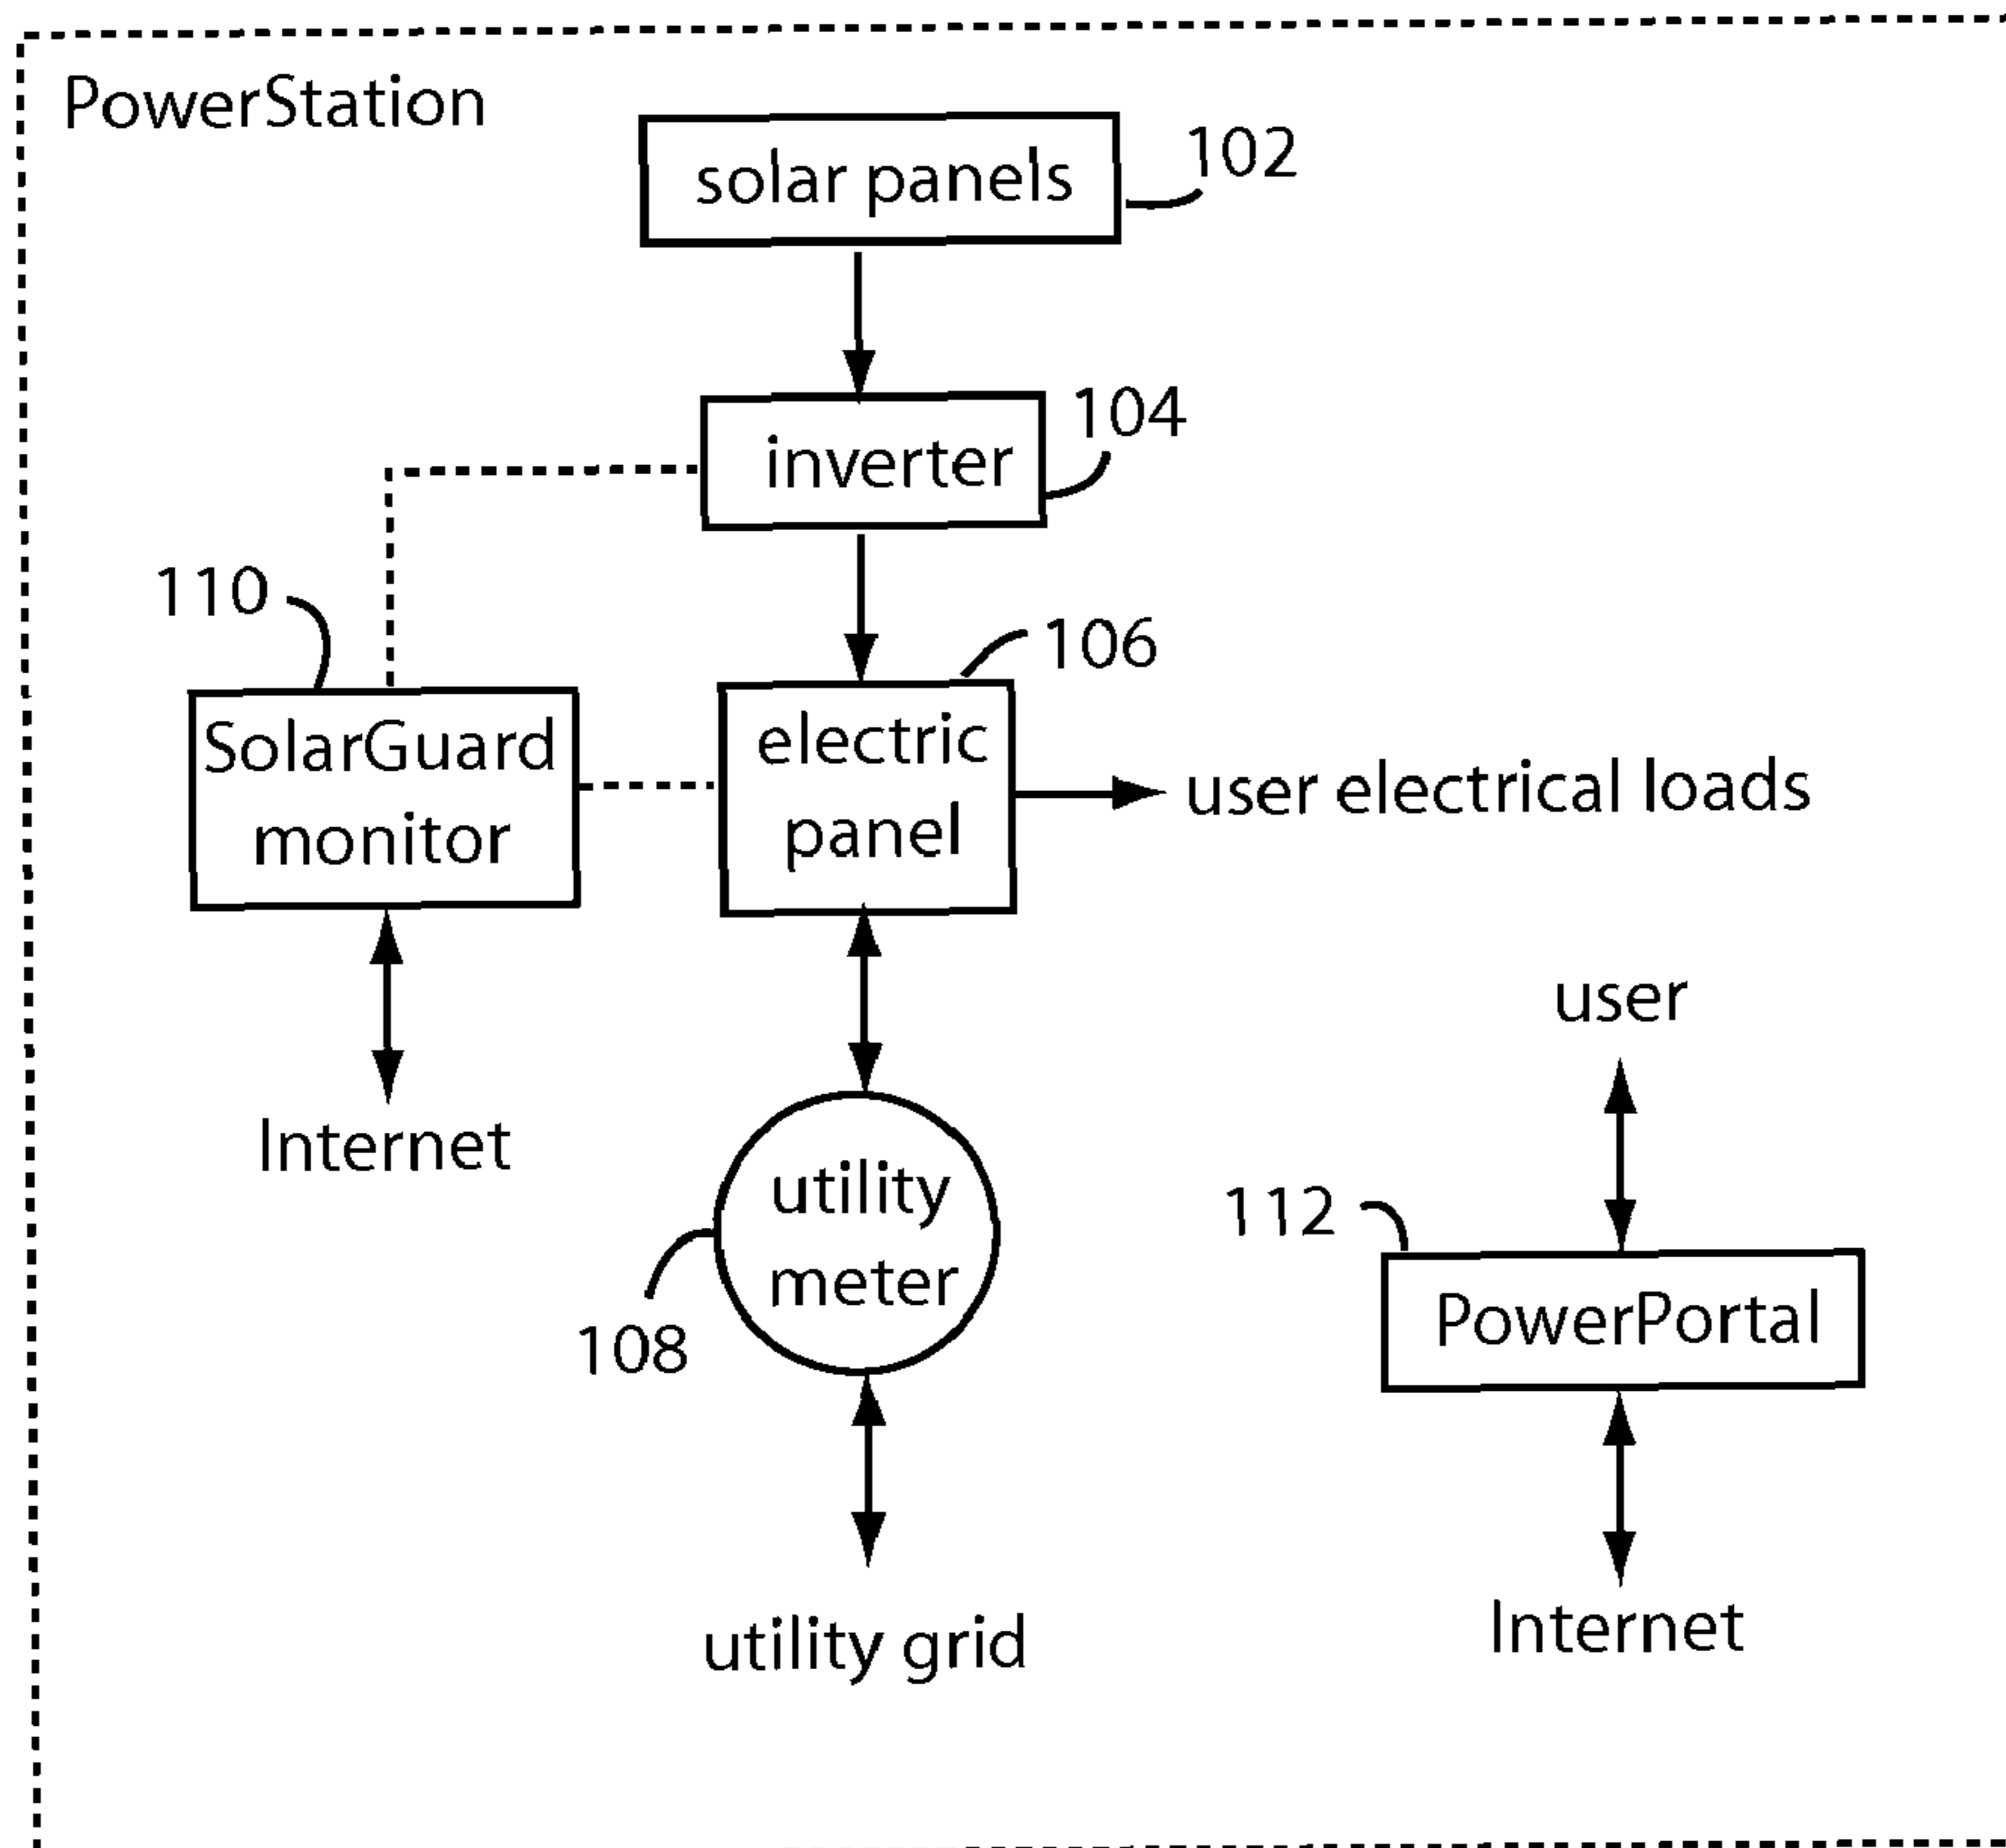 PowerStation
solar panels
102
inverter
104
110
106
SolarGuard
monitor
electric
panel
user electrical loads
user
Internet
utility
meter
112
108
PowerPortal
utility grid
Internet